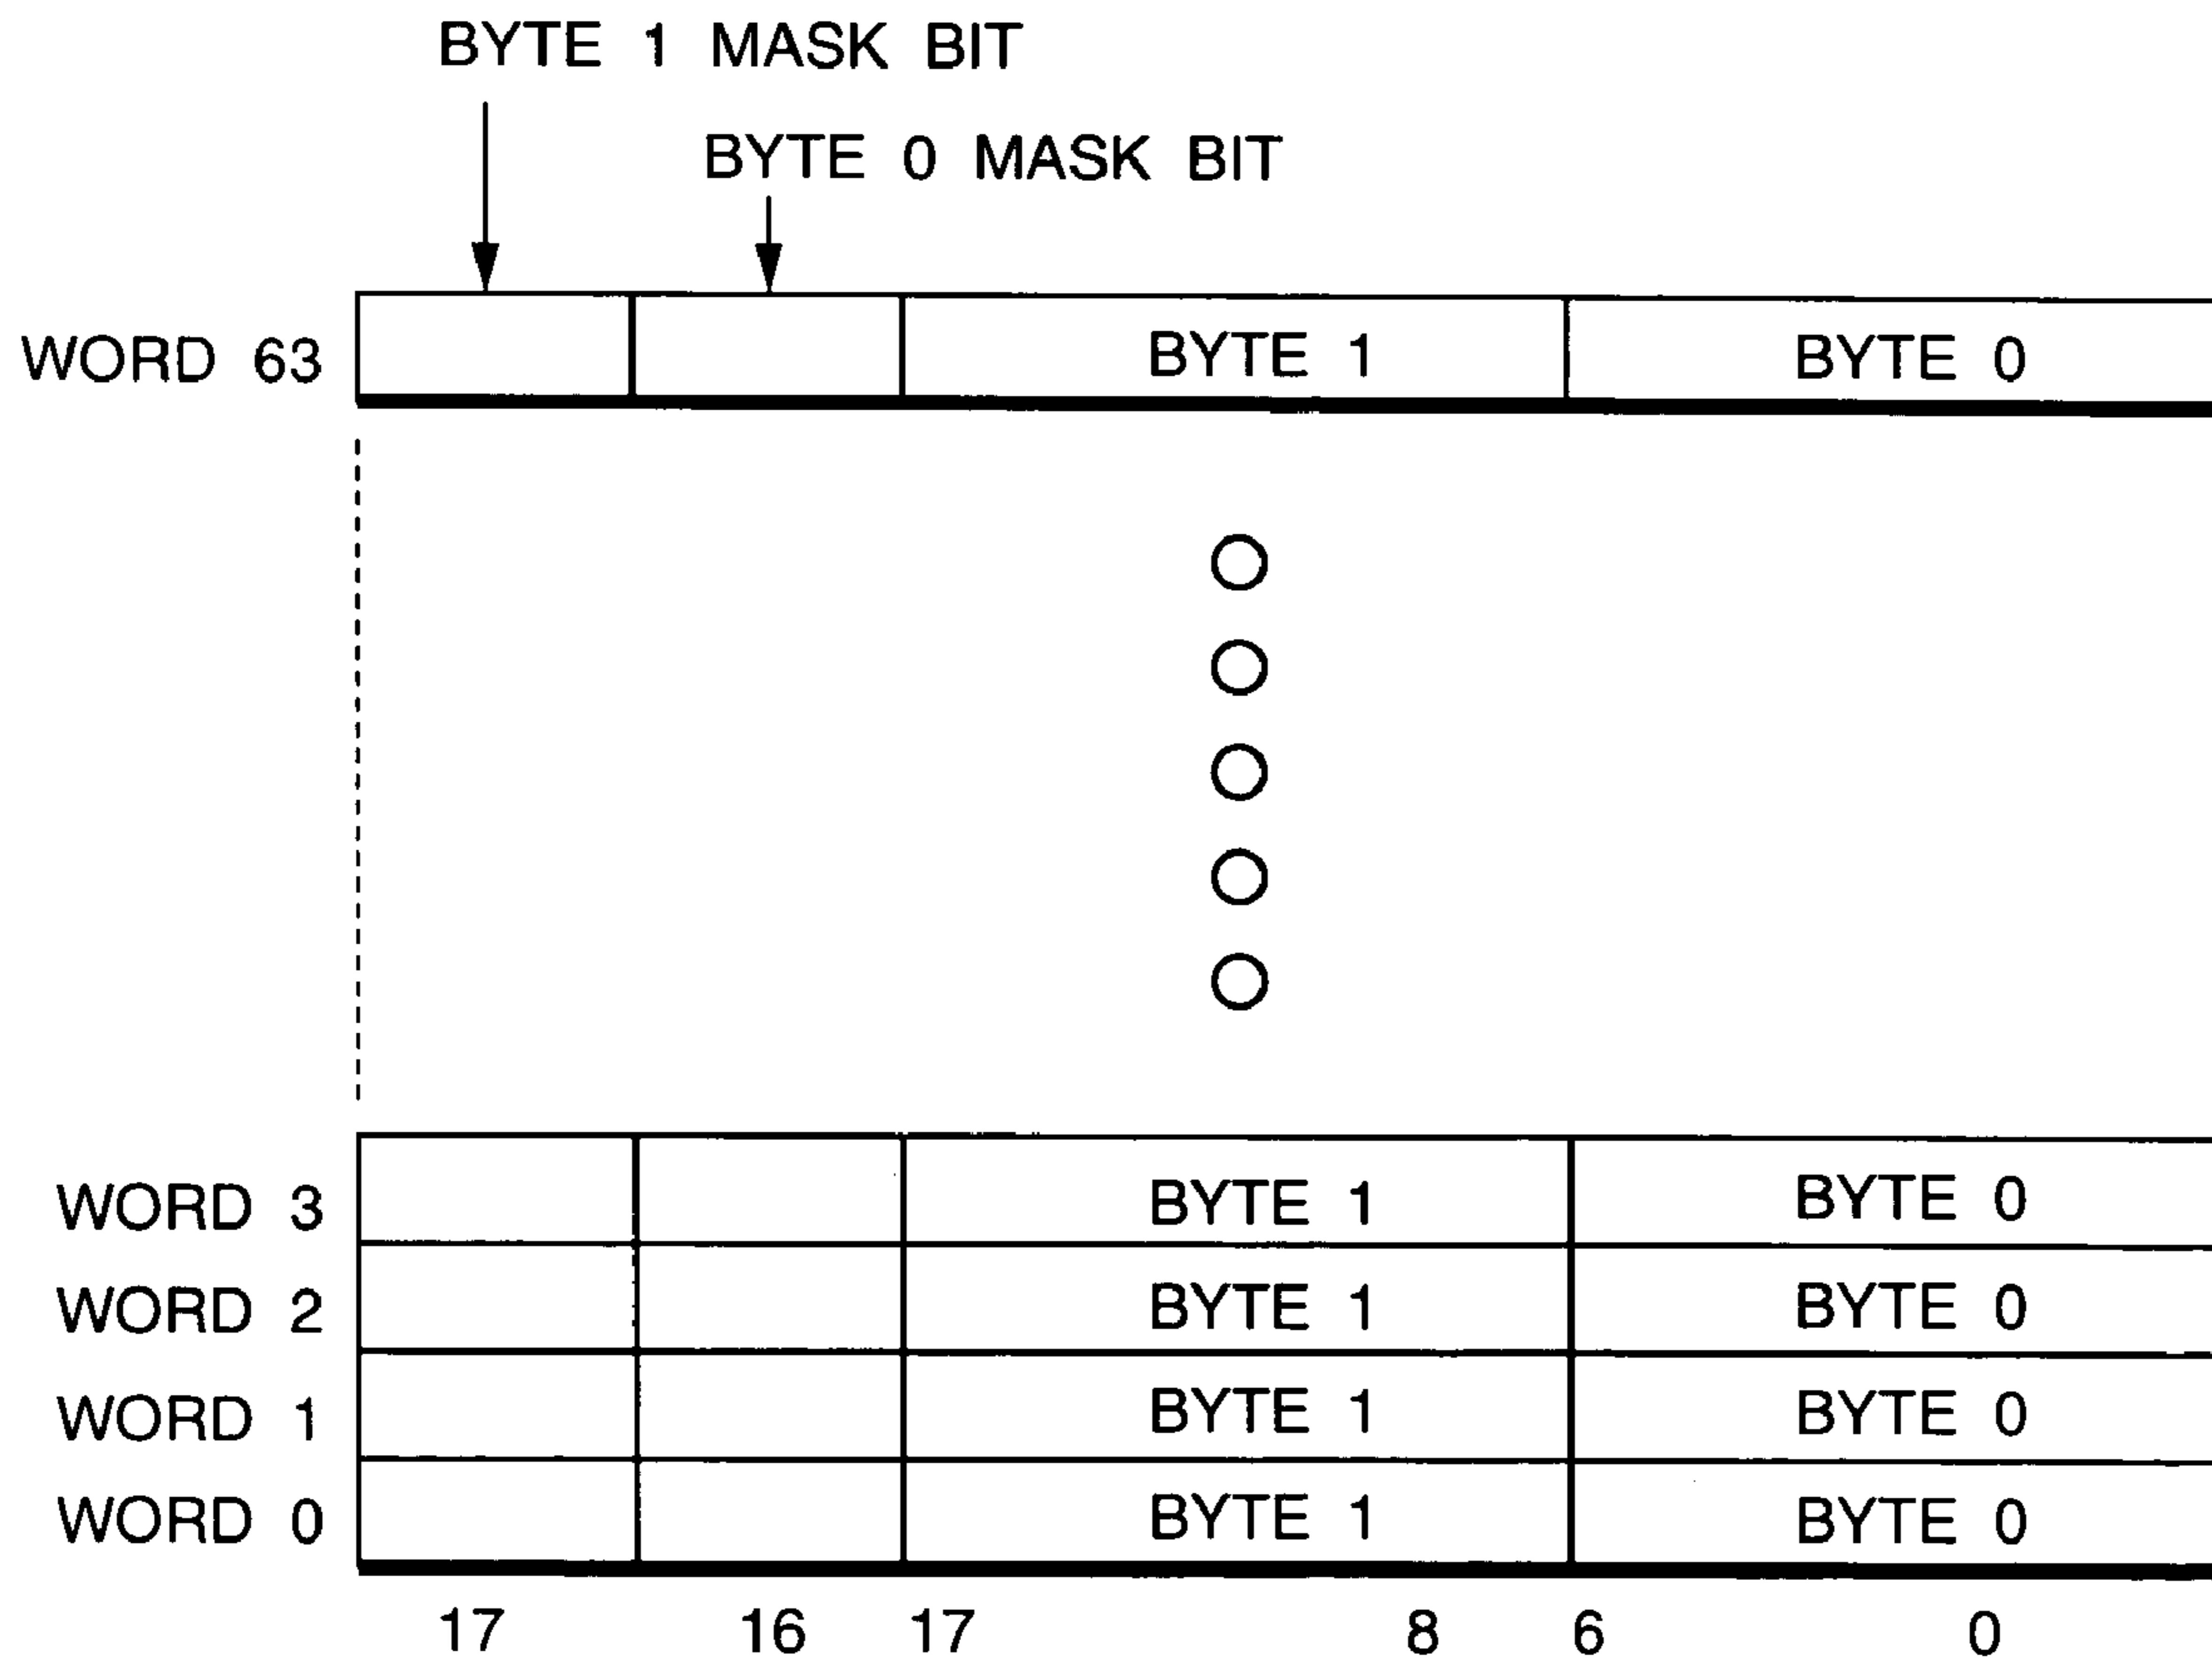 BYTE 1 MASK BIT
BYTE 0 MASK BIT
WORD 63 BYTE 1 BYTE 0
WORD 3 BYTE 1 BYTE 0
WORD 2 BYTE 1 BYTE 0
WORD 1 BYTE 1 BYTE 0
WORD 0 BYTE 1 BYTE 0
17 16 17 8 6 0